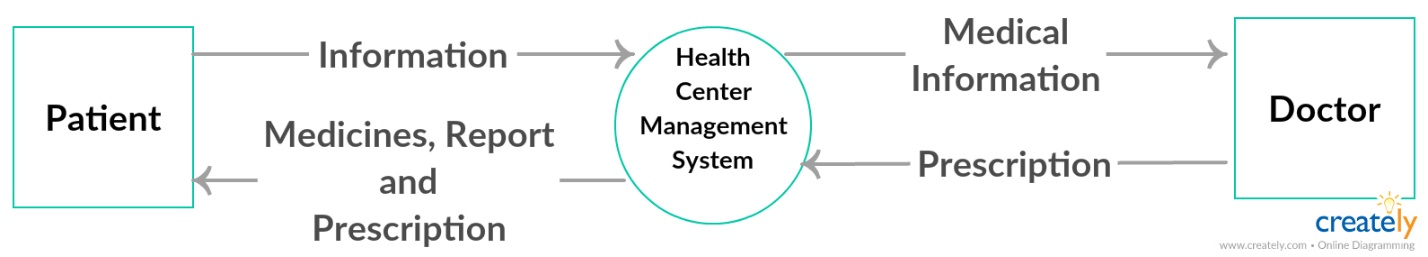 Patient
Information
Medicines, Report
and
Prescription
Health
Center
Management
System
Medical
Information
Prescription
Doctor
creately
www.creately.com • Online Diagramming